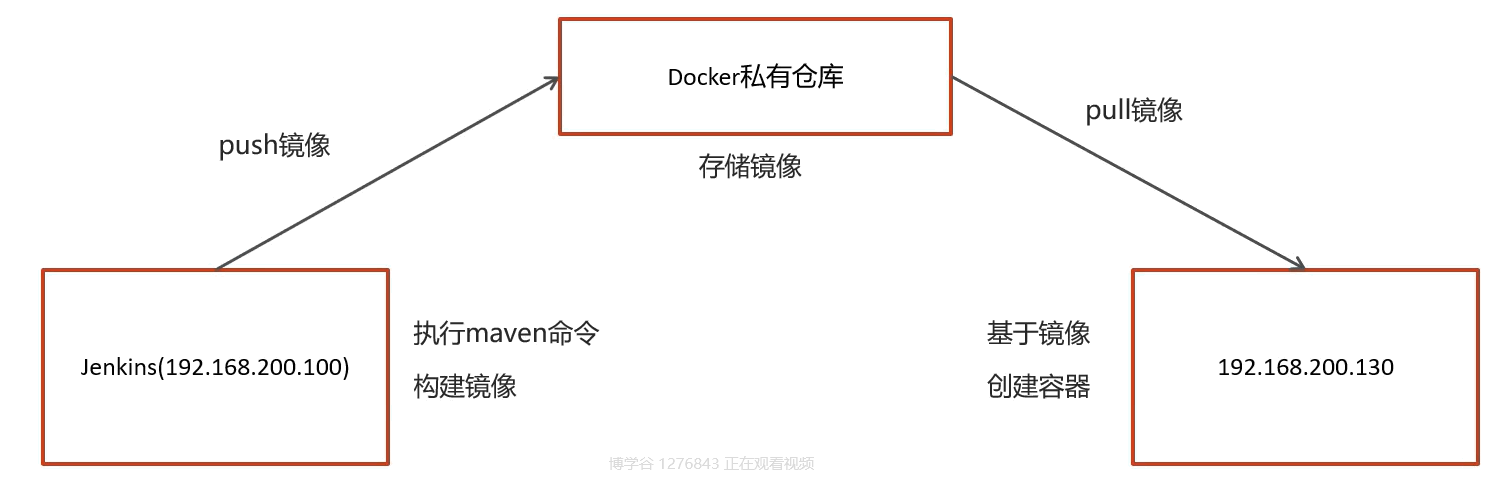 Docker私有仓库
push镜像
pull镜像
存储镜像
Jenkins(192.168.200.100)
执行maven命令
构建镜像
基于镜像
创建容器
192.168.200.130
博学谷 1276843 正在观看视频